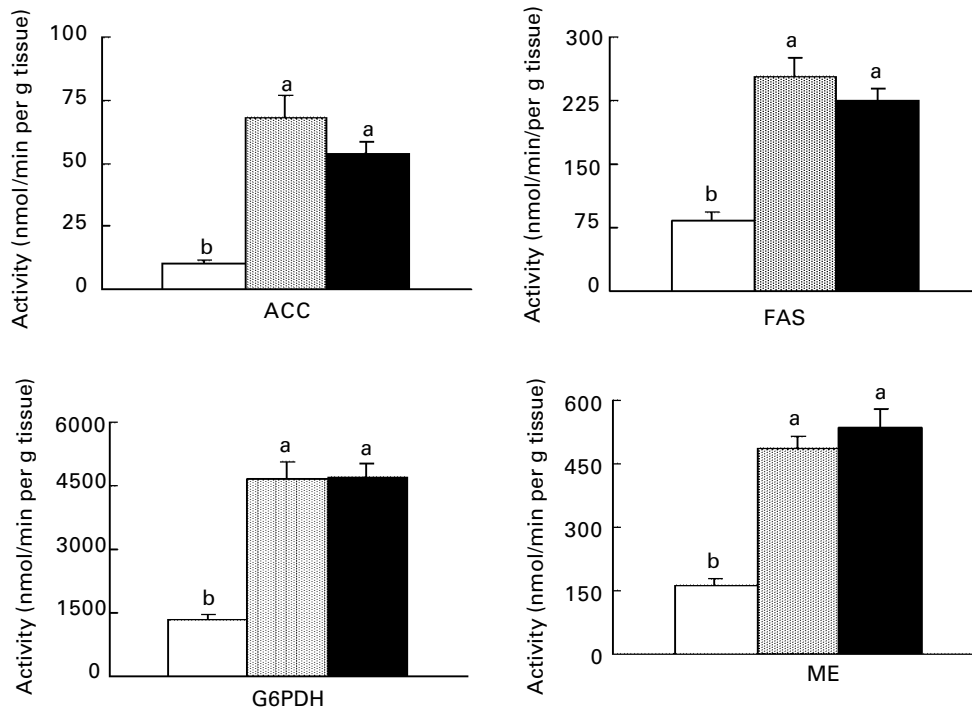 Activity (nmol/min per g tissue)
100
75
50
25
0
b
a
a
ACC
Activity (nmol/min/per g tissue)
300
225
150
75
0
b
a
a
FAS
Activity (nmol/min per g tissue)
6000
4500
3000
1500
0
b
a
a
G6PDH
Activity (nmol/min per g tissue)
600
450
300
150
0
b
a
a
ME